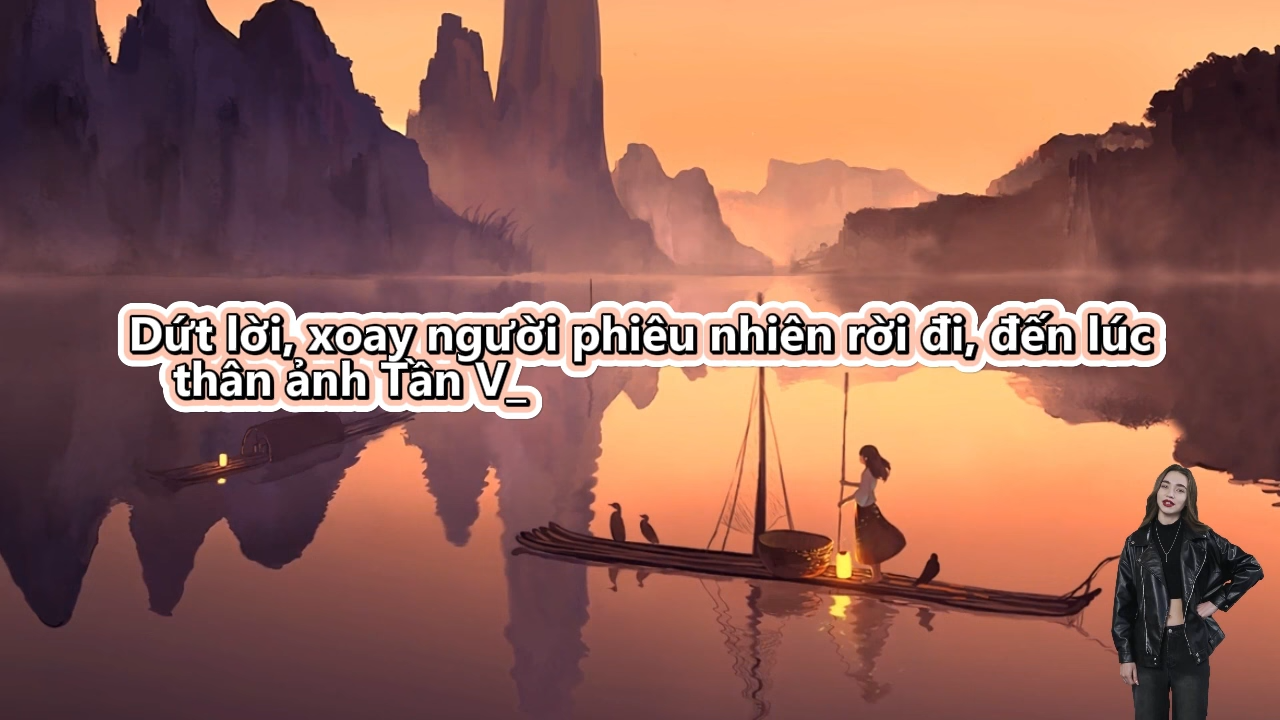 Dứt lời, xoay người phiêu nhiên rời đi, đến lúc
thân ảnh Tần V_